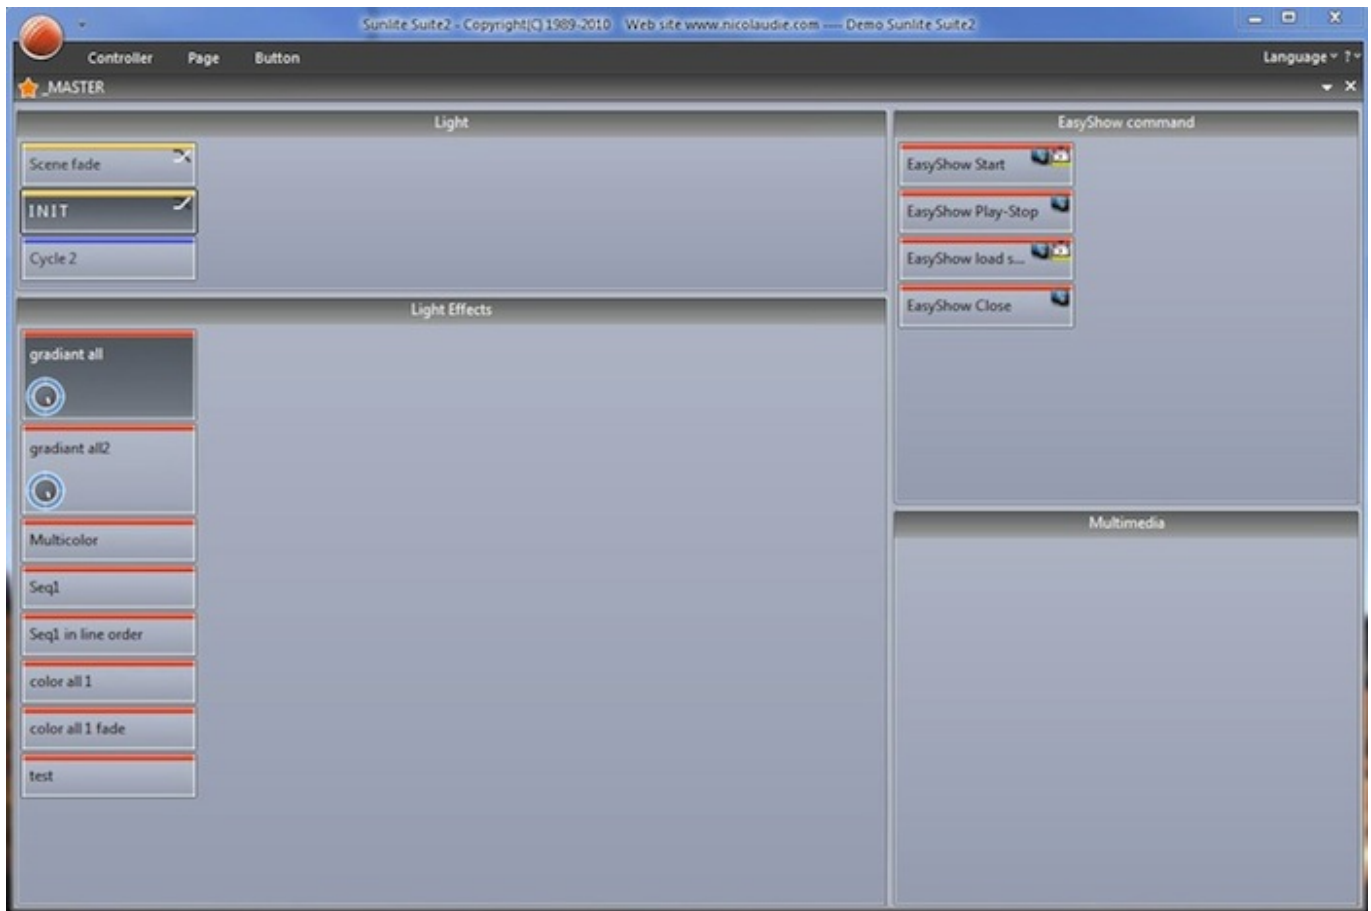 Sunlite Suite2 - Copyright(C) 1989-2010 Web site www.nicolaudie.com ---- Demo Sunlite Suite2
Controller Page Button Language ?
_MASTER
Light
Scene fade
INIT
Cycle 2
Light Effects
gradiant all
gradiant all2
Multicolor
Seq1
Seq1 in line order
color all 1
color all 1 fade
test
EasyShow command
EasyShow Start
EasyShow Play-Stop
EasyShow load s...
EasyShow Close
Multimedia